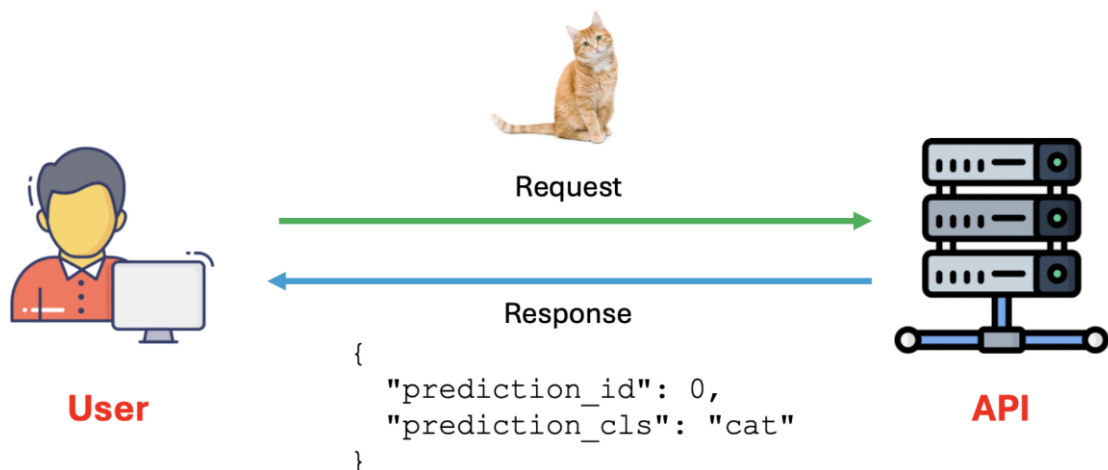 Request
Response
{
"prediction_id": 0,
"prediction_cls": "cat"
}
User
API